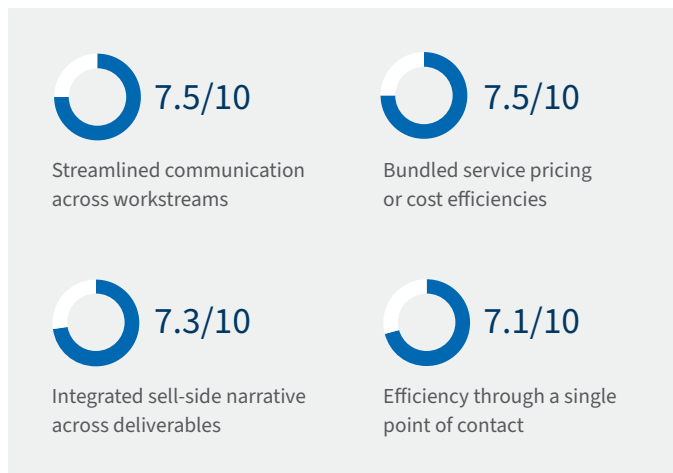 7.5/10
Streamlined communication
across workstreams
7.5/10
Bundled service pricing
or cost efficiencies
7.3/10
Integrated sell-side narrative
across deliverables
7.1/10
Efficiency through a single
point of contact